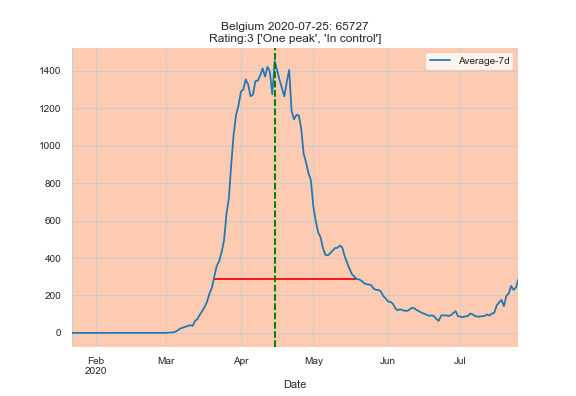 Belgium 2020-07-25: 65727
Rating:3 ['One peak', 'In control']
Average-7d
1400
1200
1000
800
600
400
200
0
Feb
2020
Mar
Apr
May
Jun
Jul
Date